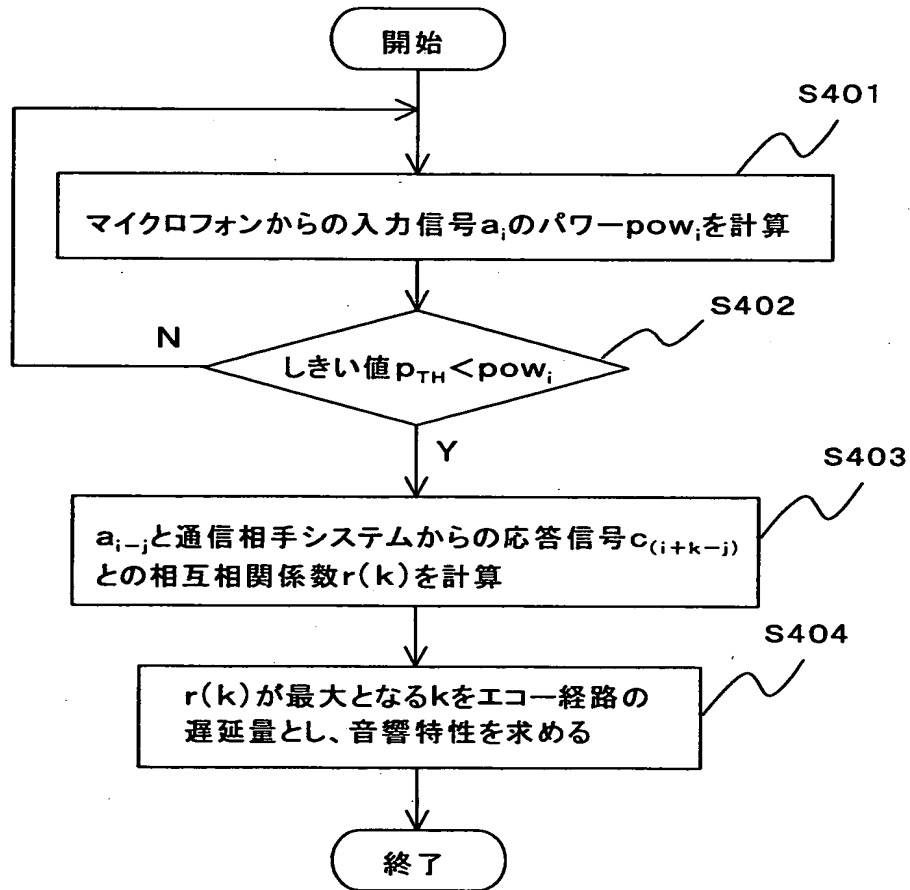 開始
S401
マイクロフォンからの入力信号aᵢのパワーpowᵢを計算
S402
N
しきい値p_TH<powᵢ
Y
S403
a_{i-j}と通信相手システムからの応答信号c_{(i+k-j)}
との相互相関係数r(k)を計算
S404
r(k)が最大となるkをエコー経路の
遅延量とし、音響特性を求める
終了